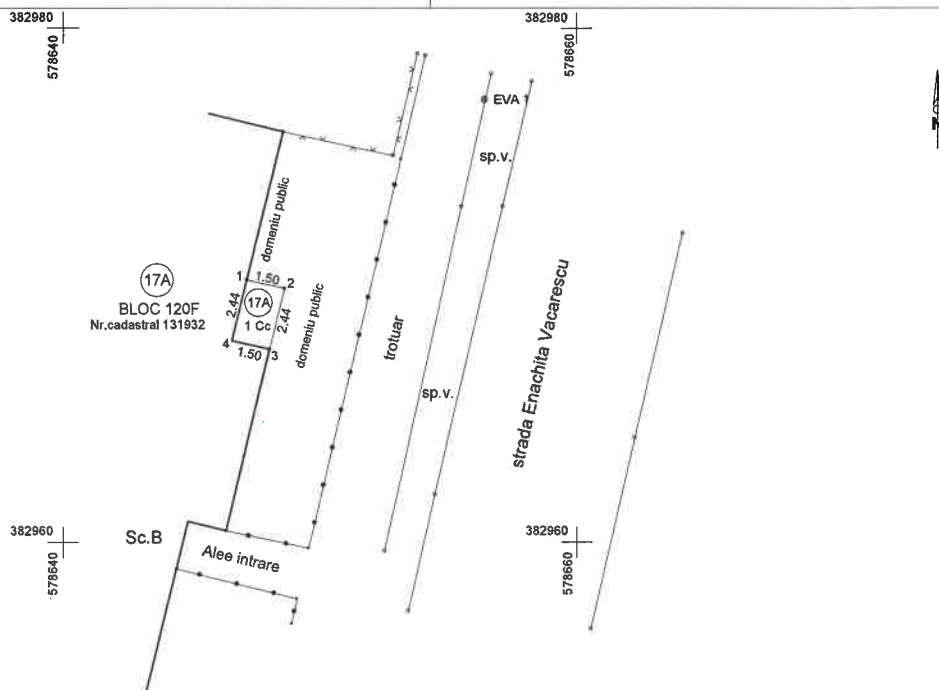 382980
578640
382980
578660
EVA 1
sp.v.
domeniu public
1
1.50
2
17A
BLOC 120F
Nr.cadastral 131932
17A
1 Cc
2.44
2.44
4
1.50
3
domeniu public
trotuar
sp.v.
strada Enachita Vacarescu
382960
578640
Sc.B
Alee intrare
382960
578660